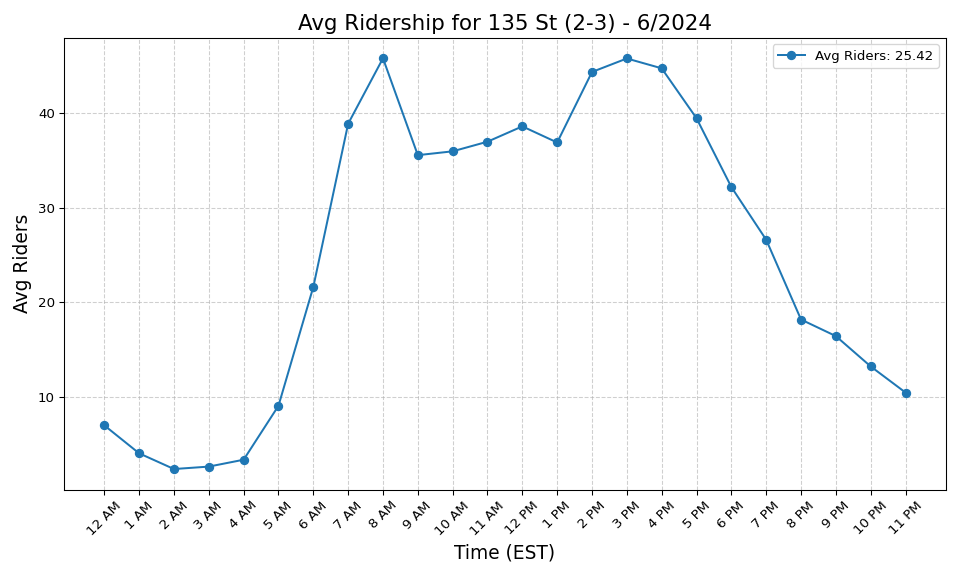 Avg Ridership for 135 St (2-3) - 6/2024
Avg Riders: 25.42
Avg Riders
40
30
20
10
12 AM 1 AM 2 AM 3 AM 4 AM 5 AM 6 AM 7 AM 8 AM 9 AM 10 AM 11 AM 12 PM 1 PM 2 PM 3 PM 4 PM 5 PM 6 PM 7 PM 8 PM 9 PM 10 PM 11 PM
Time (EST)